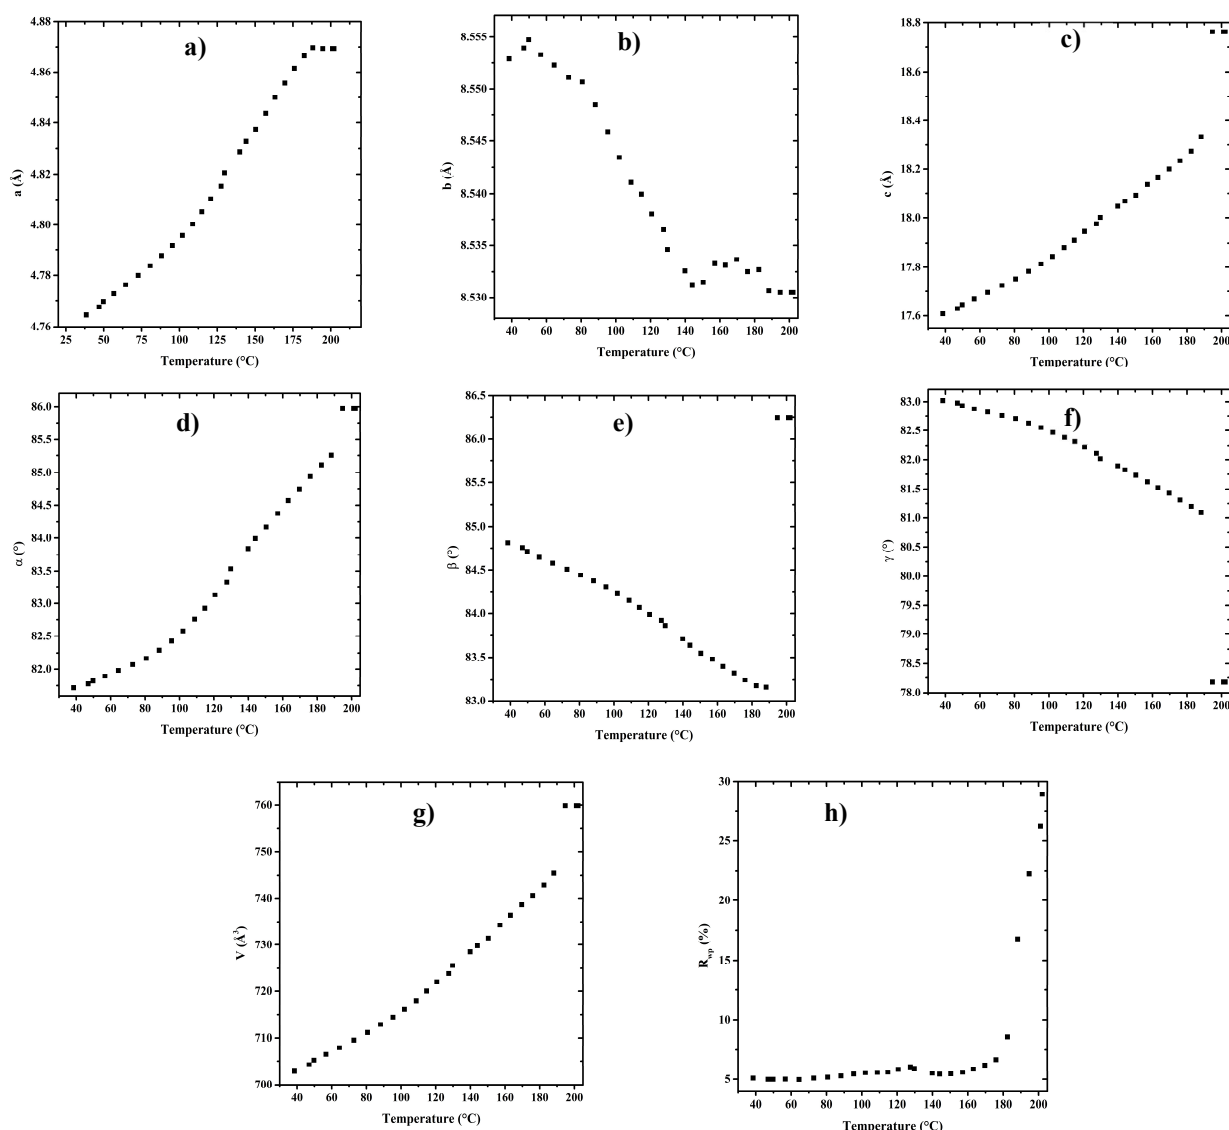 a)
4.88
4.86
4.84
4.82
4.80
4.78
4.76
a (Å)
25 50 75 100 125 150 175 200
Temperature (°C)
b)
8.555
8.550
8.545
8.540
8.535
8.530
b (Å)
40 60 80 100 120 140 160 180 200
Temperature (°C)
c)
18.8
18.6
18.4
18.2
18.0
17.8
17.6
c (Å)
40 60 80 100 120 140 160 180 200
Temperature (°C)
d)
86.0
85.5
85.0
84.5
84.0
83.5
83.0
82.5
82.0
α (°)
40 60 80 100 120 140 160 180 200
Temperature (°C)
e)
86.5
86.0
85.5
85.0
84.5
84.0
83.5
83.0
β (°)
40 60 80 100 120 140 160 180 200
Temperature (°C)
f)
83.0
82.5
82.0
81.5
81.0
80.5
80.0
79.5
79.0
78.5
78.0
γ (°)
40 60 80 100 120 140 160 180 200
Temperature (°C)
g)
760
750
740
730
720
710
700
V (Å³)
40 60 80 100 120 140 160 180 200
Temperature (°C)
h)
30
25
20
15
10
5
Rwp (%)
40 60 80 100 120 140 160 180 200
Temperature (°C)